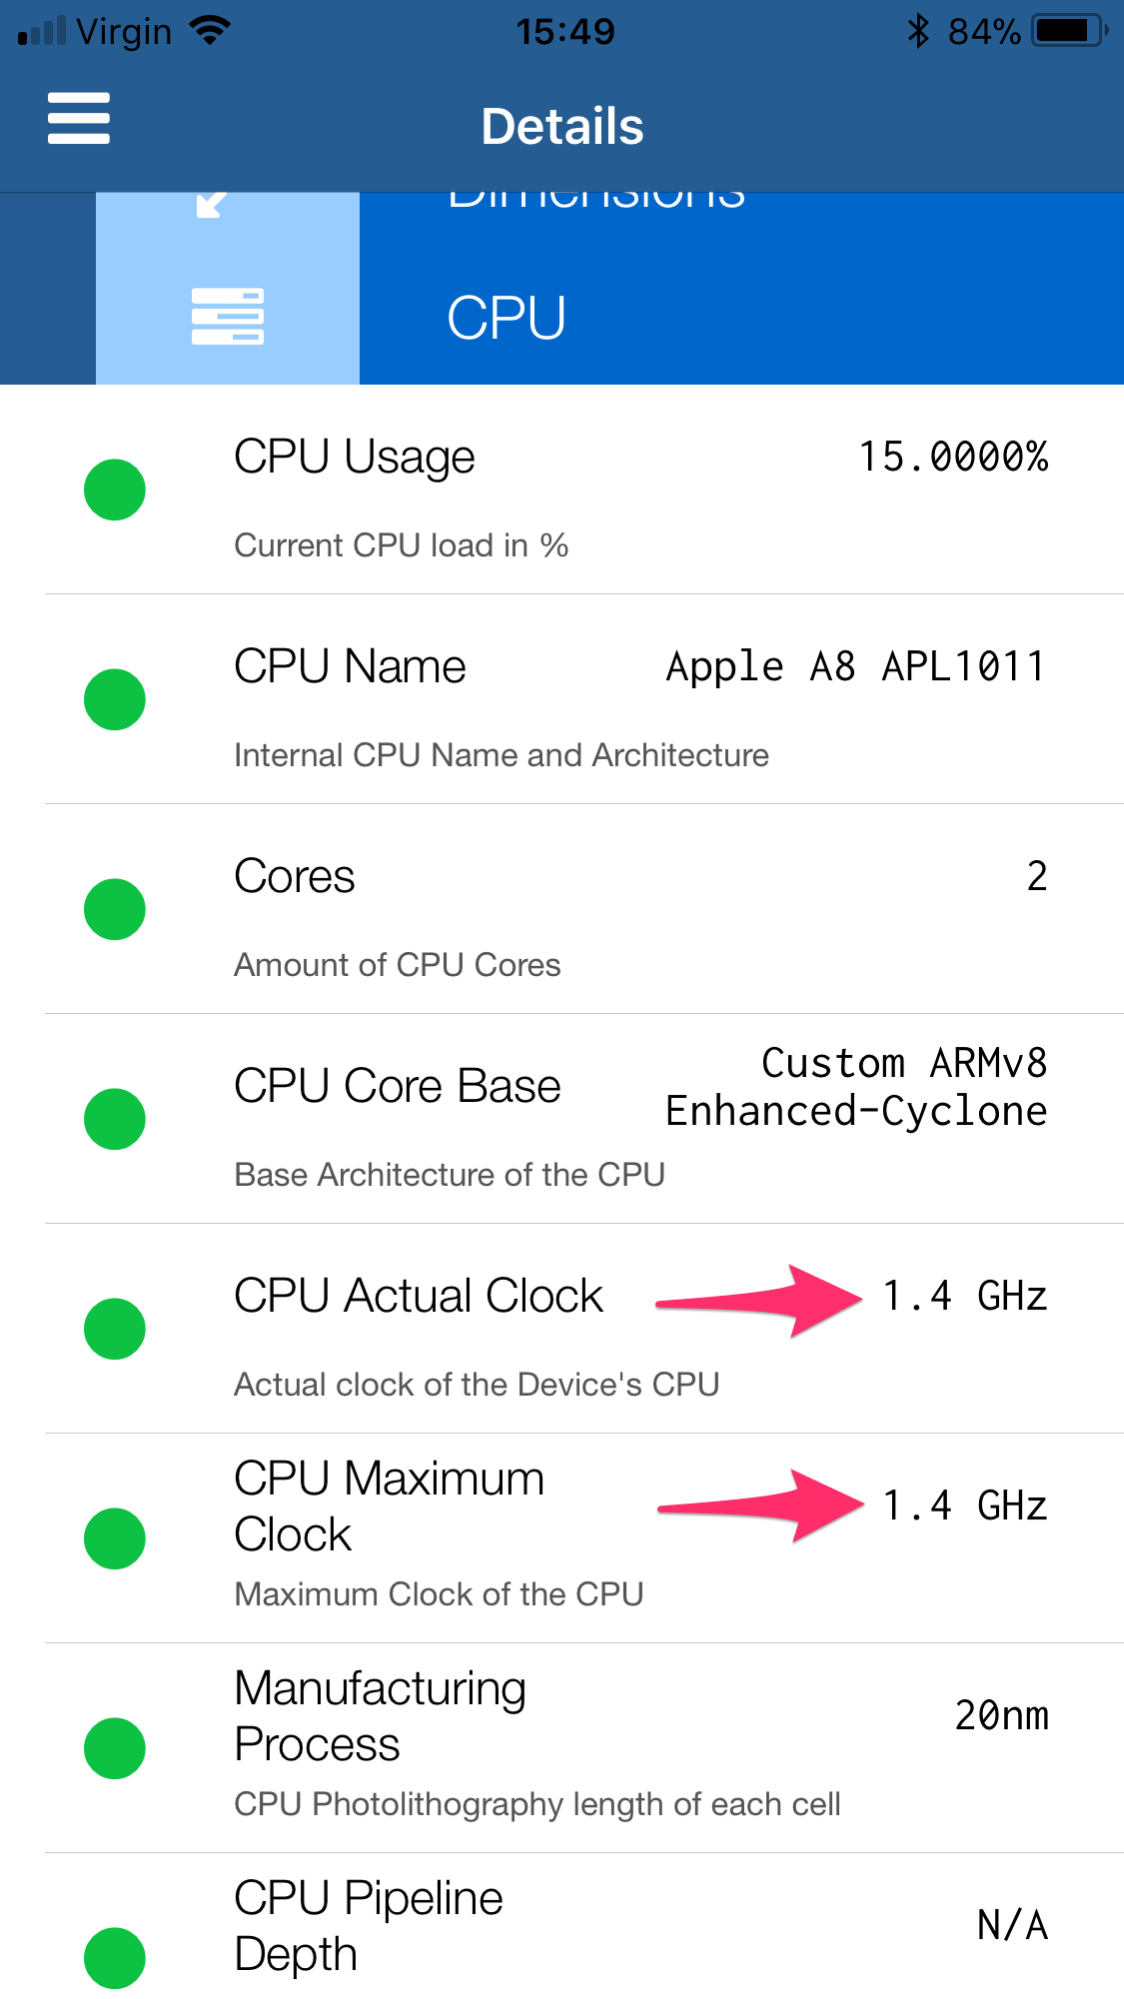 Virgin 15:49 84%
Details
Dimensions
CPU
CPU Usage 15.0000%
Current CPU load in %
CPU Name Apple A8 APL1011
Internal CPU Name and Architecture
Cores 2
Amount of CPU Cores
Custom ARMv8
CPU Core Base Enhanced-Cyclone
Base Architecture of the CPU
CPU Actual Clock 1.4 GHz
Actual clock of the Device's CPU
CPU Maximum
Clock 1.4 GHz
Maximum Clock of the CPU
Manufacturing
Process 20nm
CPU Photolithography length of each cell
CPU Pipeline
Depth N/A